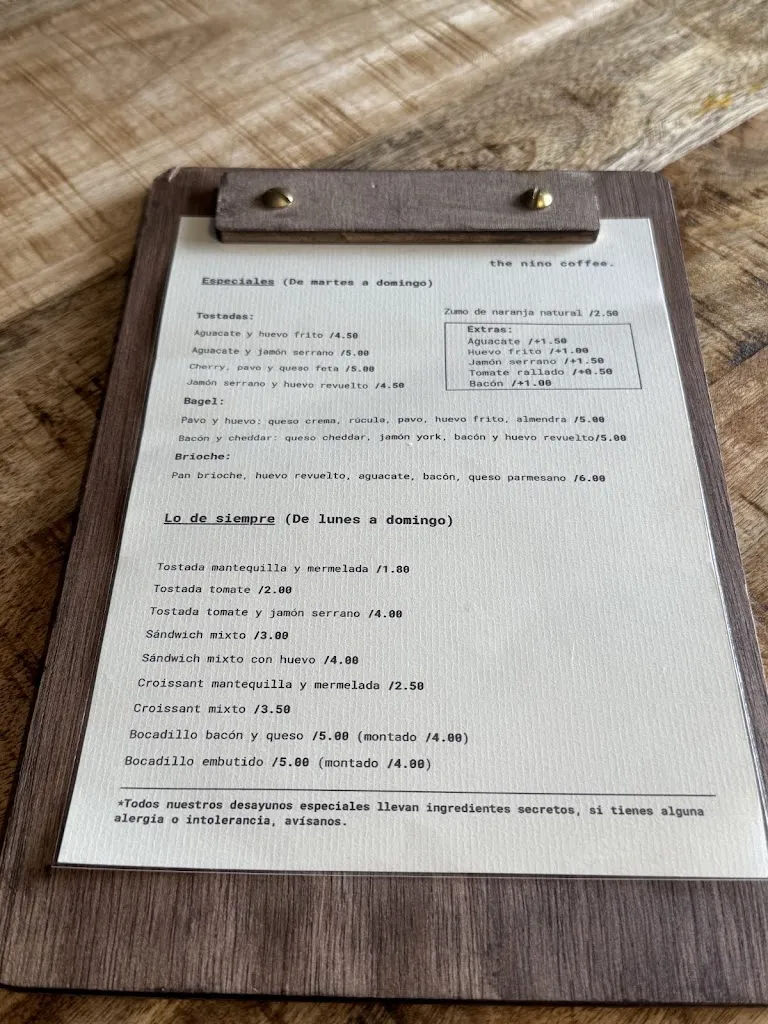 the nino coffee.
Especiales (De martes a domingo)
Tostadas:
Aguacate y huevo frito /4.50
Aguacate y jamón serrano /5.00
Cherry, pavo y queso feta /5.00
Jamón serrano y huevo revuelto /4.50
Zumo de naranja natural /2.50
Extras:
Aguacate /+1.50
Huevo frito /+1.00
Jamón serrano /+1.50
Tomate rallado /+0.50
Bacón /+1.00
Bagel:
Pavo y huevo: queso crema, rúcula, pavo, huevo frito, almendra /5.00
Bacón y cheddar: queso cheddar, jamón york, bacón y huevo revuelto/5.00
Brioche:
Pan brioche, huevo revuelto, aguacate, bacón, queso parmesano /6.00
Lo de siempre (De lunes a domingo)
Tostada mantequilla y mermelada /1.80
Tostada tomate /2.00
Tostada tomate y jamón serrano /4.00
Sándwich mixto /3.00
Sándwich mixto con huevo /4.00
Croissant mantequilla y mermelada /2.50
Croissant mixto /3.50
Bocadillo bacón y queso /5.00 (montado /4.00)
Bocadillo embutido /5.00 (montado /4.00)
*Todos nuestros desayunos especiales llevan ingredientes secretos, si tienes alguna
alergia o intolerancia, avísanos.